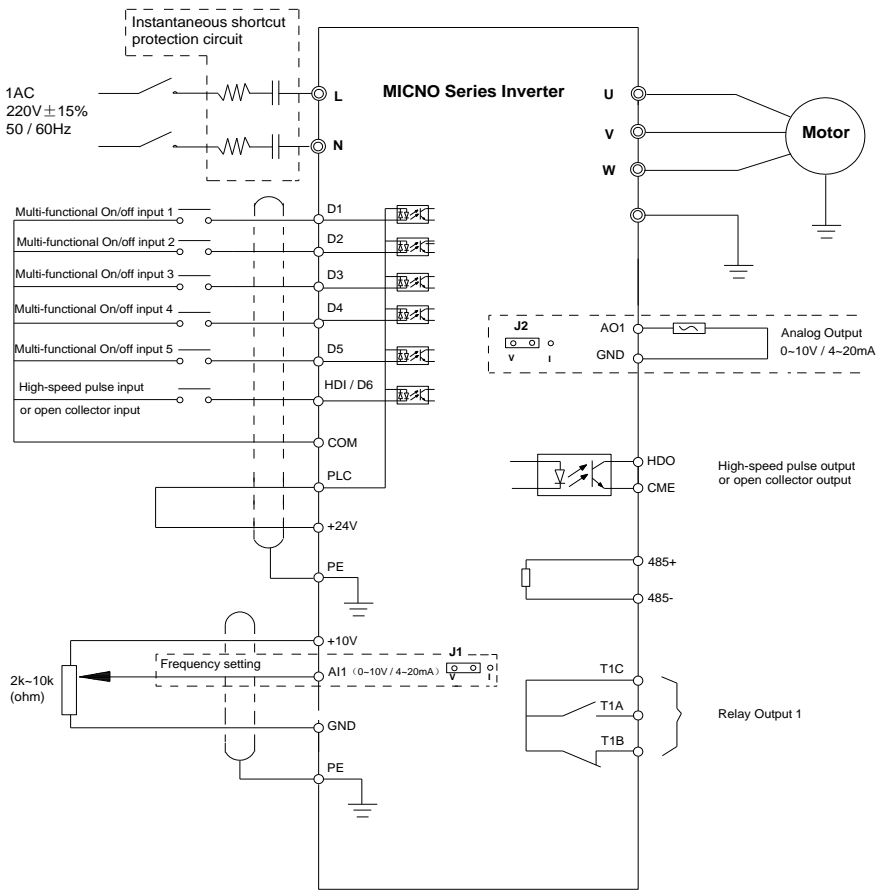 Instantaneous shortcut
protection circuit
1AC
220V±15%
50 / 60Hz
L
N
MICNO Series Inverter
U
V
W
Motor
Multi-functional On/off input 1
D1
Multi-functional On/off input 2
D2
Multi-functional On/off input 3
D3
Multi-functional On/off input 4
D4
Multi-functional On/off input 5
D5
High-speed pulse input
or open collector input
HDI / D6
COM
PLC
+24V
PE
J2
V
I
AO1
GND
Analog Output
0~10V / 4~20mA
HDO
CME
High-speed pulse output
or open collector output
485+
485-
+10V
Frequency setting
AI1（0~10V / 4~20mA）
J1
V
I
2k~10k
(ohm)
GND
PE
T1C
T1A
T1B
Relay Output 1